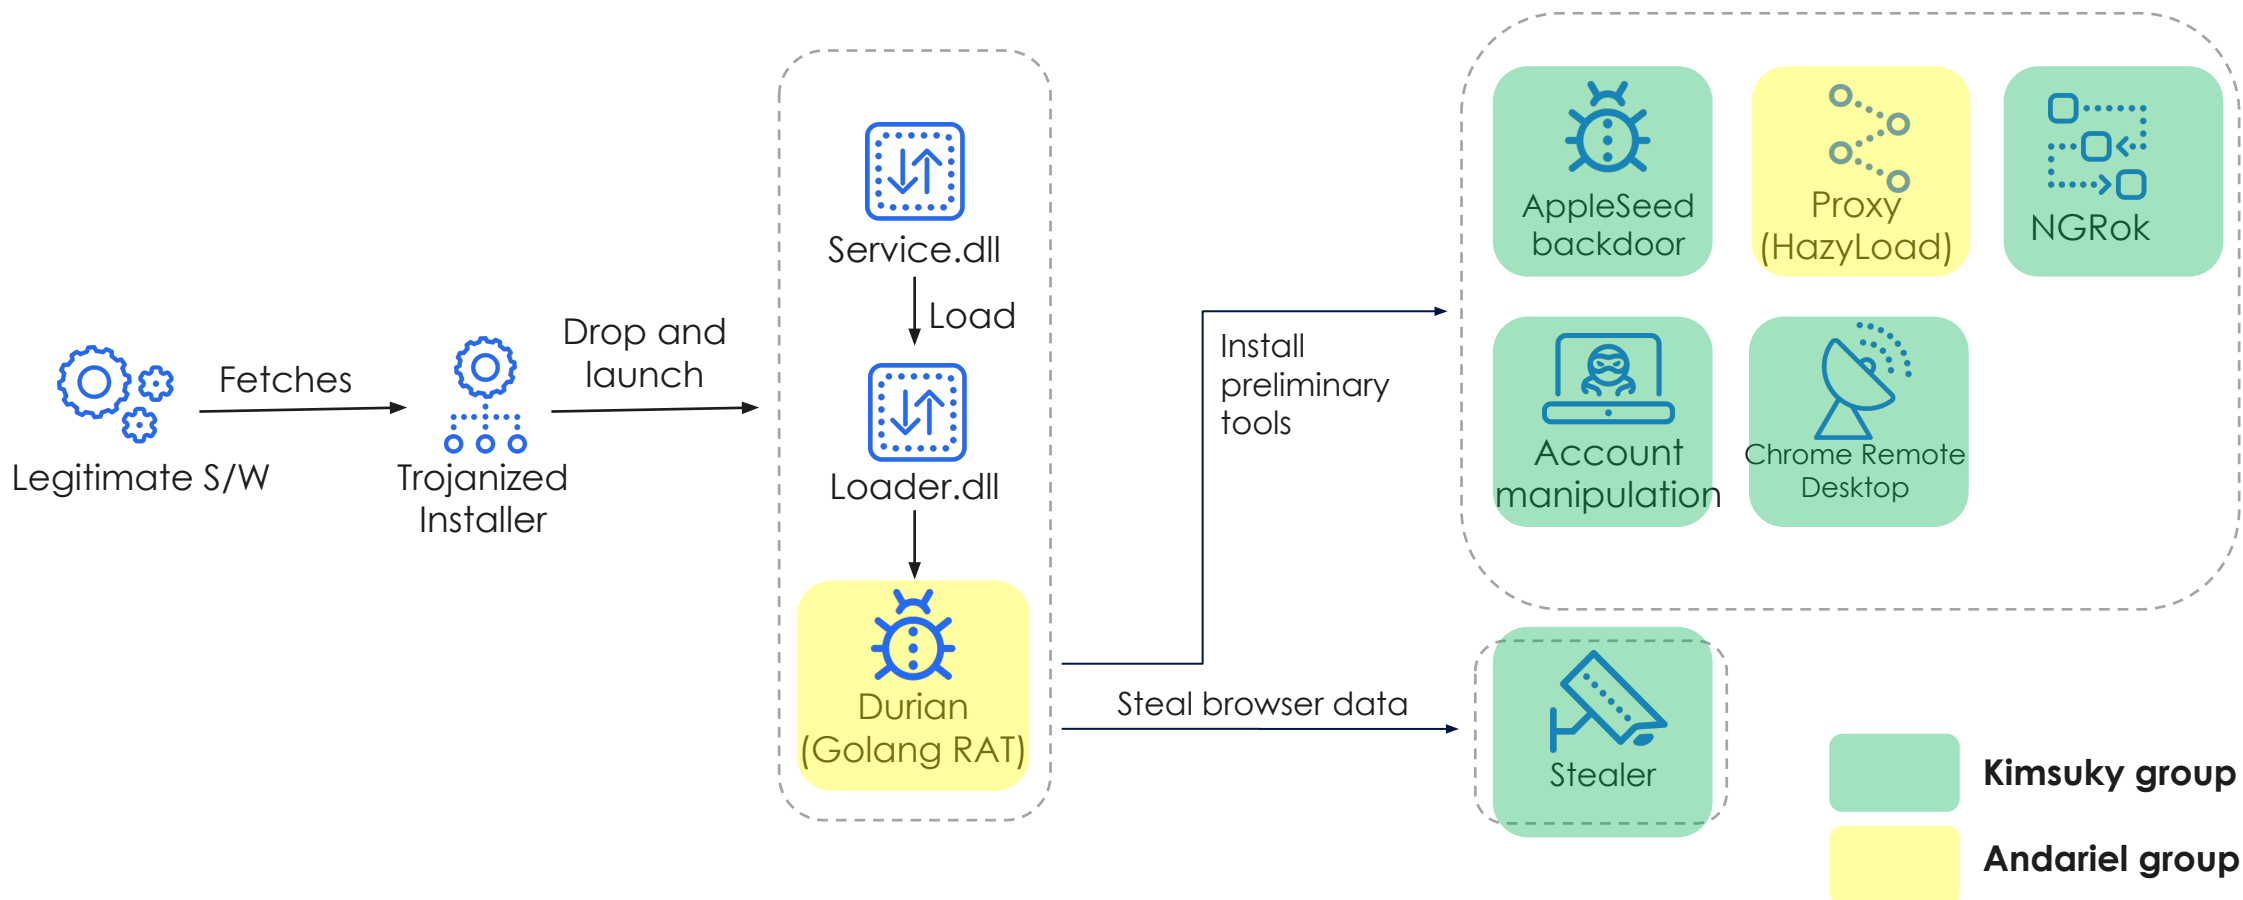 Legitimate S/W
Fetches
Trojanized
Installer
Drop and
launch
Service.dll
Load
Loader.dll
Durian
(Golang RAT)
Install
preliminary
tools
Steal browser data
AppleSeed
backdoor
Proxy
(HazyLoad)
NGRok
Account
manipulation
Chrome Remote
Desktop
Stealer
Kimsuky group
Andariel group